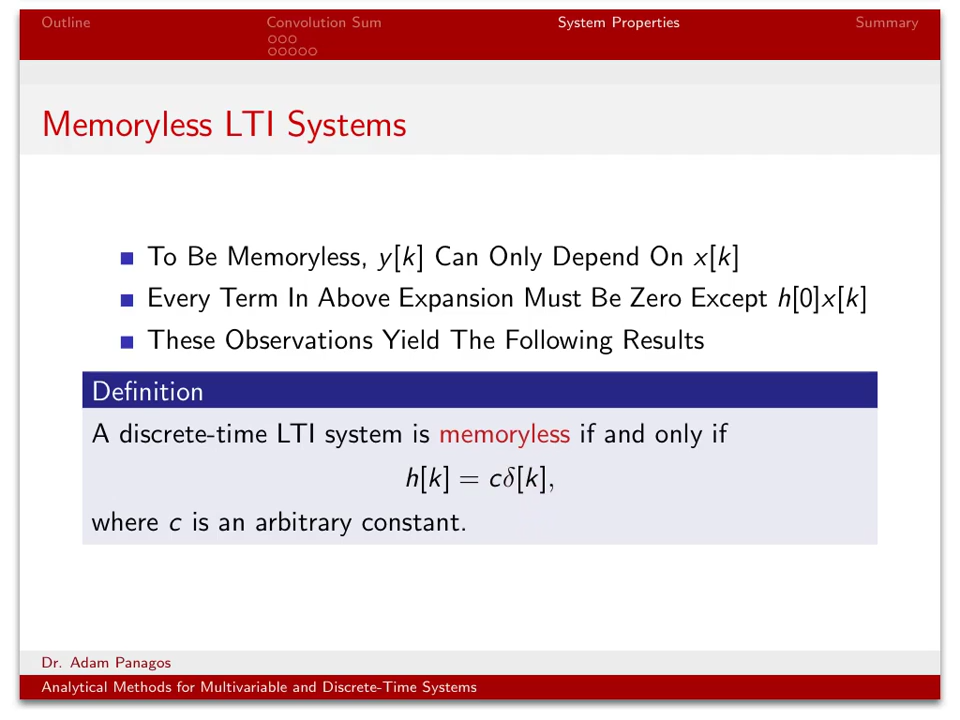 Outline Convolution Sum System Properties Summary
Memoryless LTI Systems
To Be Memoryless, y[k] Can Only Depend On x[k]
Every Term In Above Expansion Must Be Zero Except h[0]x[k]
These Observations Yield The Following Results
Definition
A discrete-time LTI system is memoryless if and only if
h[k] = cδ[k],
where c is an arbitrary constant.
Dr. Adam Panagos
Analytical Methods for Multivariable and Discrete-Time Systems